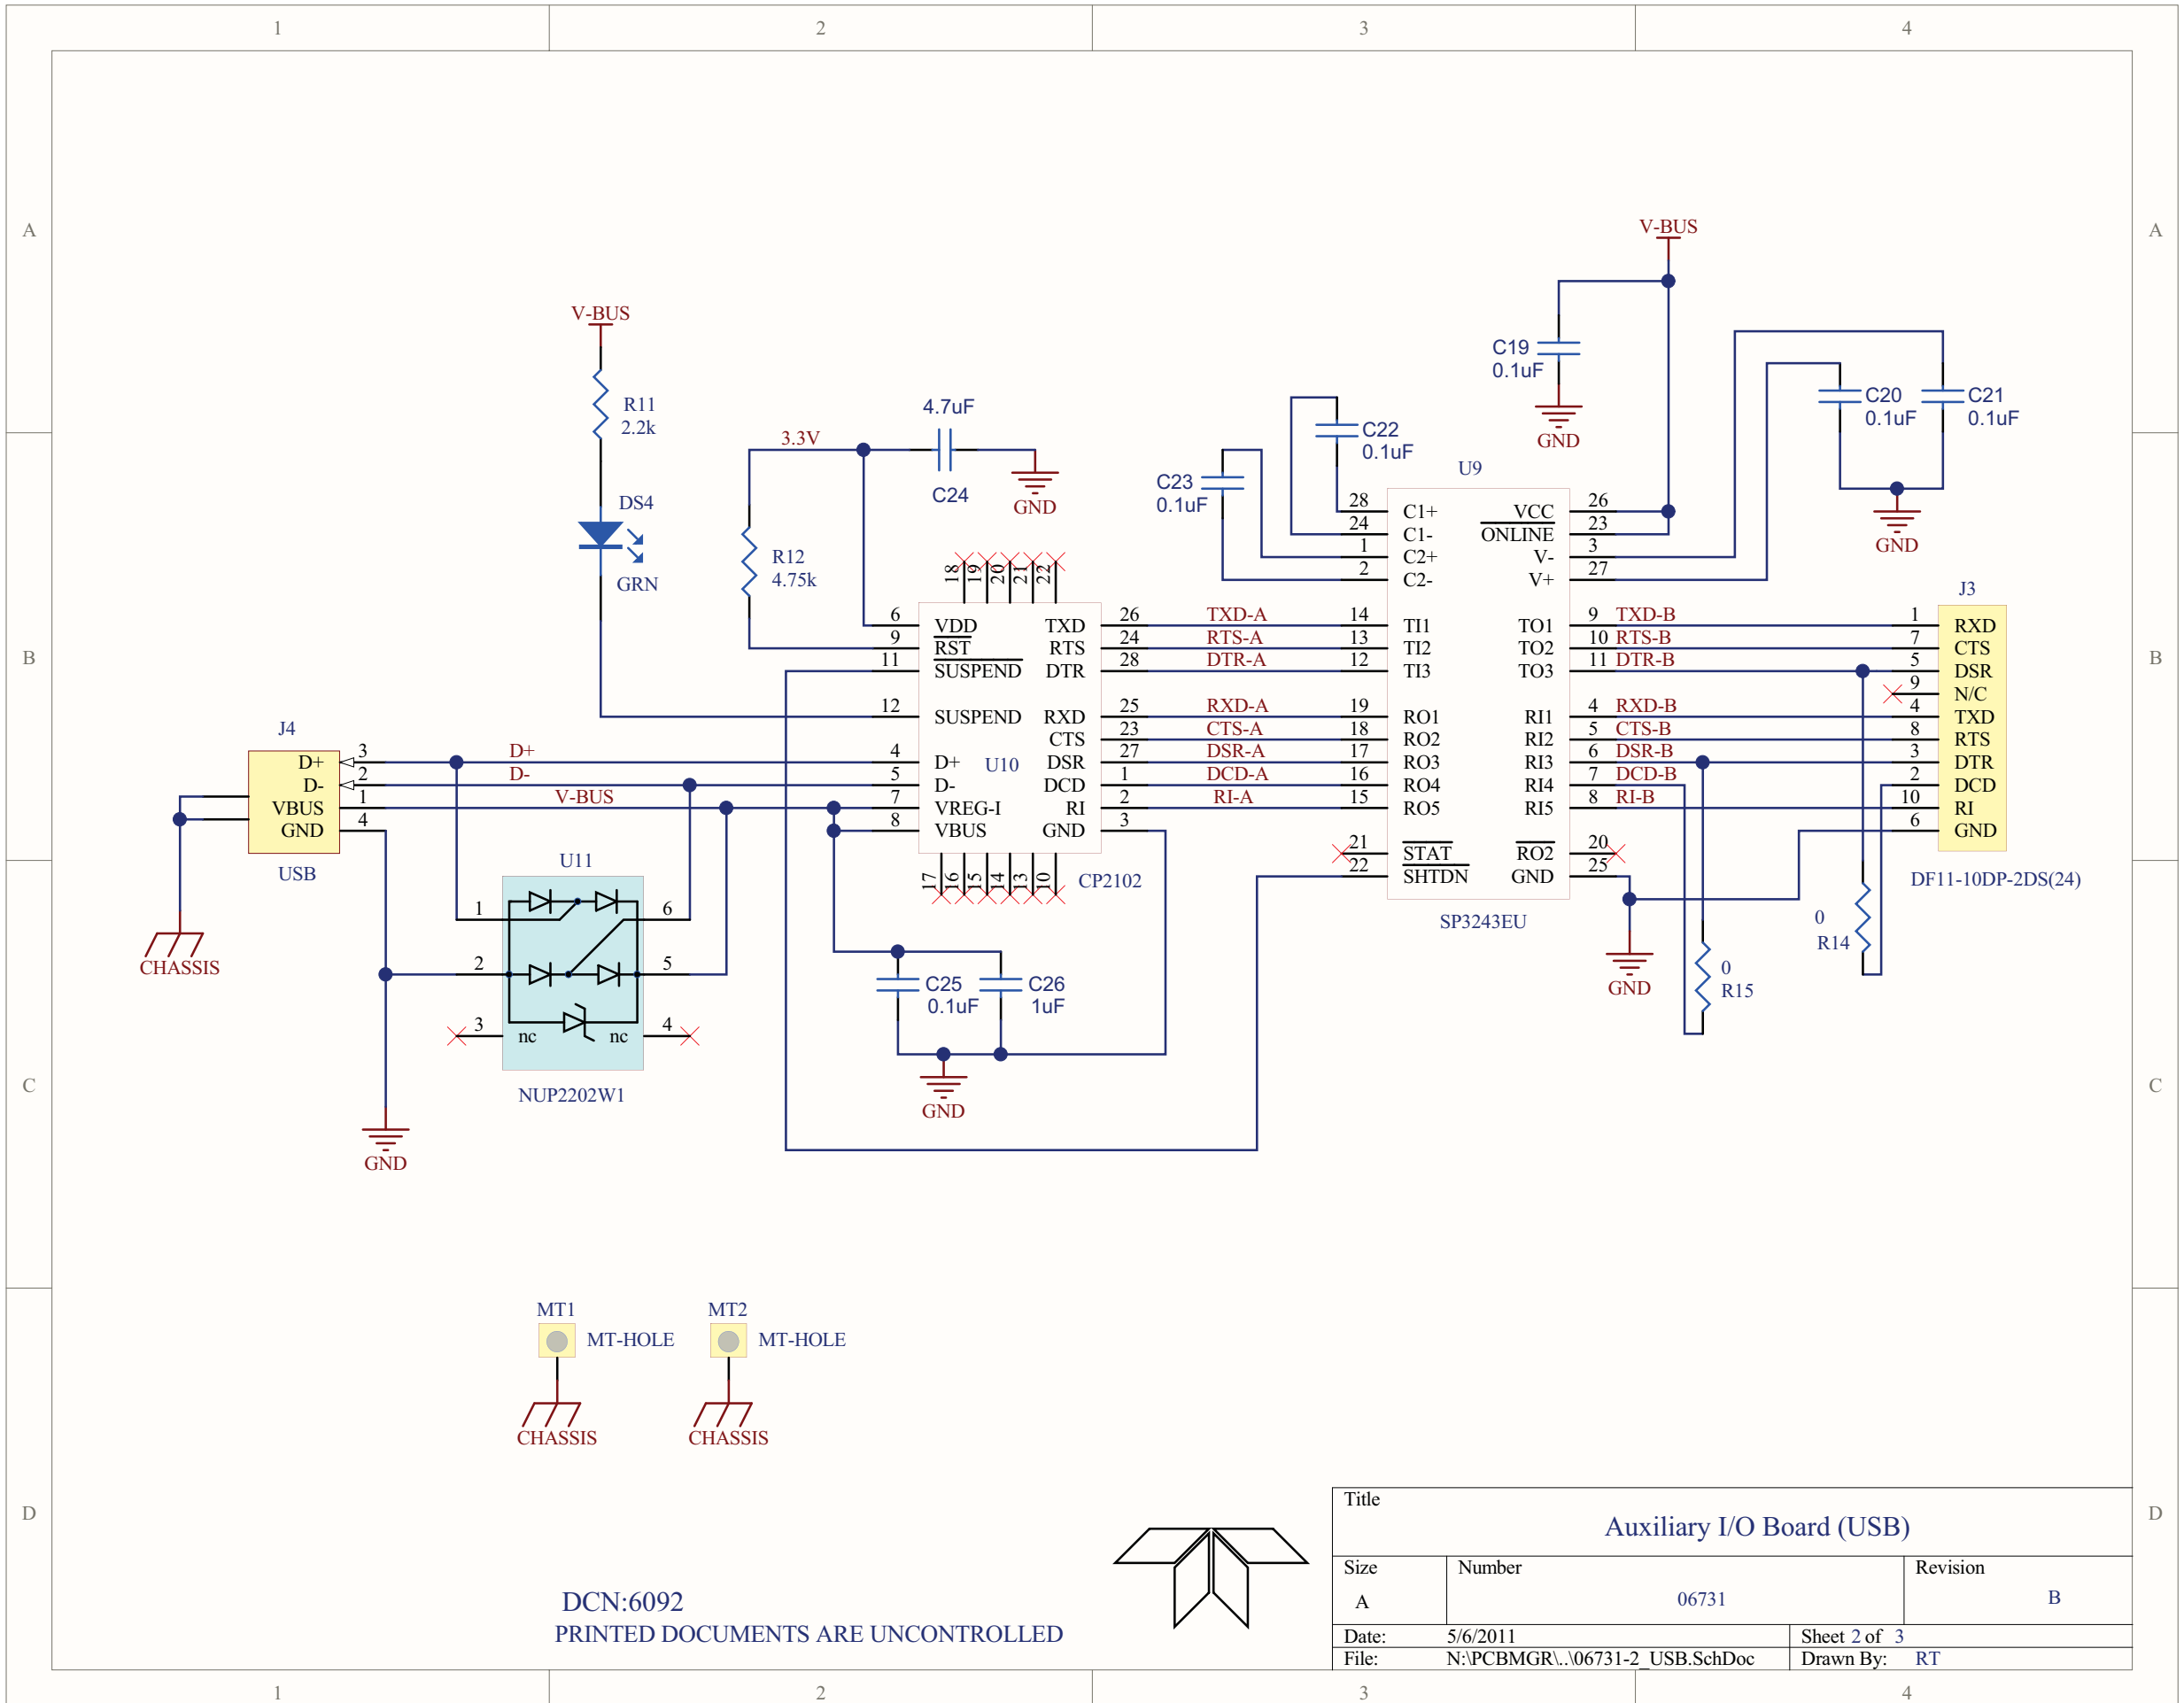 1 2 3 4
A A
V-BUS
V-BUS
C19
0.1uF
GND
R11
2.2k
C20
0.1uF
C21
0.1uF
GND
4.7uF
C24
GND
3.3V
C22
0.1uF
C23
0.1uF
DS4
GRN
R12
4.75k
U9
28 C1+ VCC 26
24 C1- ONLINE 23
1 C2+ V- 3
2 C2- V+ 27
14 TI1 TO1 9 TXD-B
13 TI2 TO2 10 RTS-B
12 TI3 TO3 11 DTR-B
19 RO1 RI1 4 RXD-B
18 RO2 RI2 5 CTS-B
17 RO3 RI3 6 DSR-B
16 RO4 RI4 7 DCD-B
15 RO5 RI5 8 RI-B
21 STAT RO2 20
22 SHTDN GND 25
SP3243EU
GND
18 19 20 21 22
6 VDD TXD 26 TXD-A
9 RST RTS 24 RTS-A
11 SUSPEND DTR 28 DTR-A
12 SUSPEND RXD 25 RXD-A
CTS 23 CTS-A
4 D+ U10 DSR 27 DSR-A
5 D- DCD 1 DCD-A
7 VREG-I RI 2 RI-A
8 VBUS GND 3
17 16 15 14 13 10
CP2102
B B
J3
1 RXD
7 CTS
5 DSR
9 N/C
4 TXD
8 RTS
3 DTR
2 DCD
10 RI
6 GND
DF11-10DP-2DS(24)
0
R14
0
R15
J4
D+ 3 D+
D- 2 D-
VBUS 1 V-BUS
GND 4
USB
CHASSIS
GND
U11
1 6
2 5
3 nc nc 4
NUP2202W1
C25
0.1uF
C26
1uF
GND
C C
MT1
MT-HOLE
CHASSIS
MT2
MT-HOLE
CHASSIS
D D
DCN:6092
PRINTED DOCUMENTS ARE UNCONTROLLED
Title
Auxiliary I/O Board (USB)
Size Number Revision
A 06731 B
Date: 5/6/2011 Sheet 2 of 3
File: N:\PCBMGR\..\06731-2_USB.SchDoc Drawn By: RT
1 2 3 4